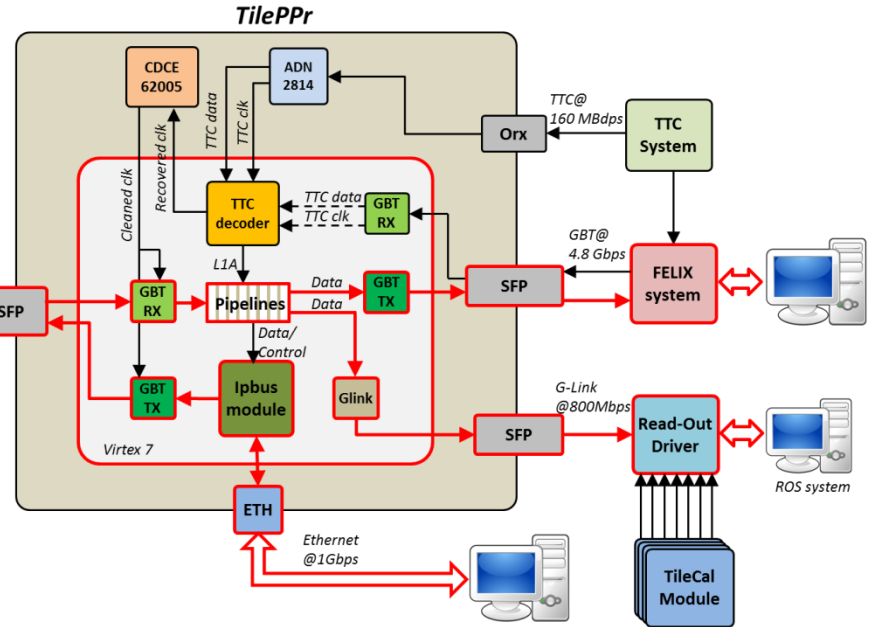 TilePPr
CDCE
62005
ADN
2814
TTC data
TTC clk
Recovered clk
Cleaned clk
Orx
TTC@
160 MBdps
TTC
System
TTC
decoder
TTC data
TTC clk
GBT
RX
GBT@
4.8 Gbps
L1A
SFP
GBT
RX
Pipelines
Data
Data
GBT
TX
SFP
FELIX
system
Data/
Control
GBT
TX
Ipbus
module
Glink
G-Link
@800Mbps
SFP
Read-Out
Driver
ROS system
Virtex 7
ETH
Ethernet
@1Gbps
TileCal
Module